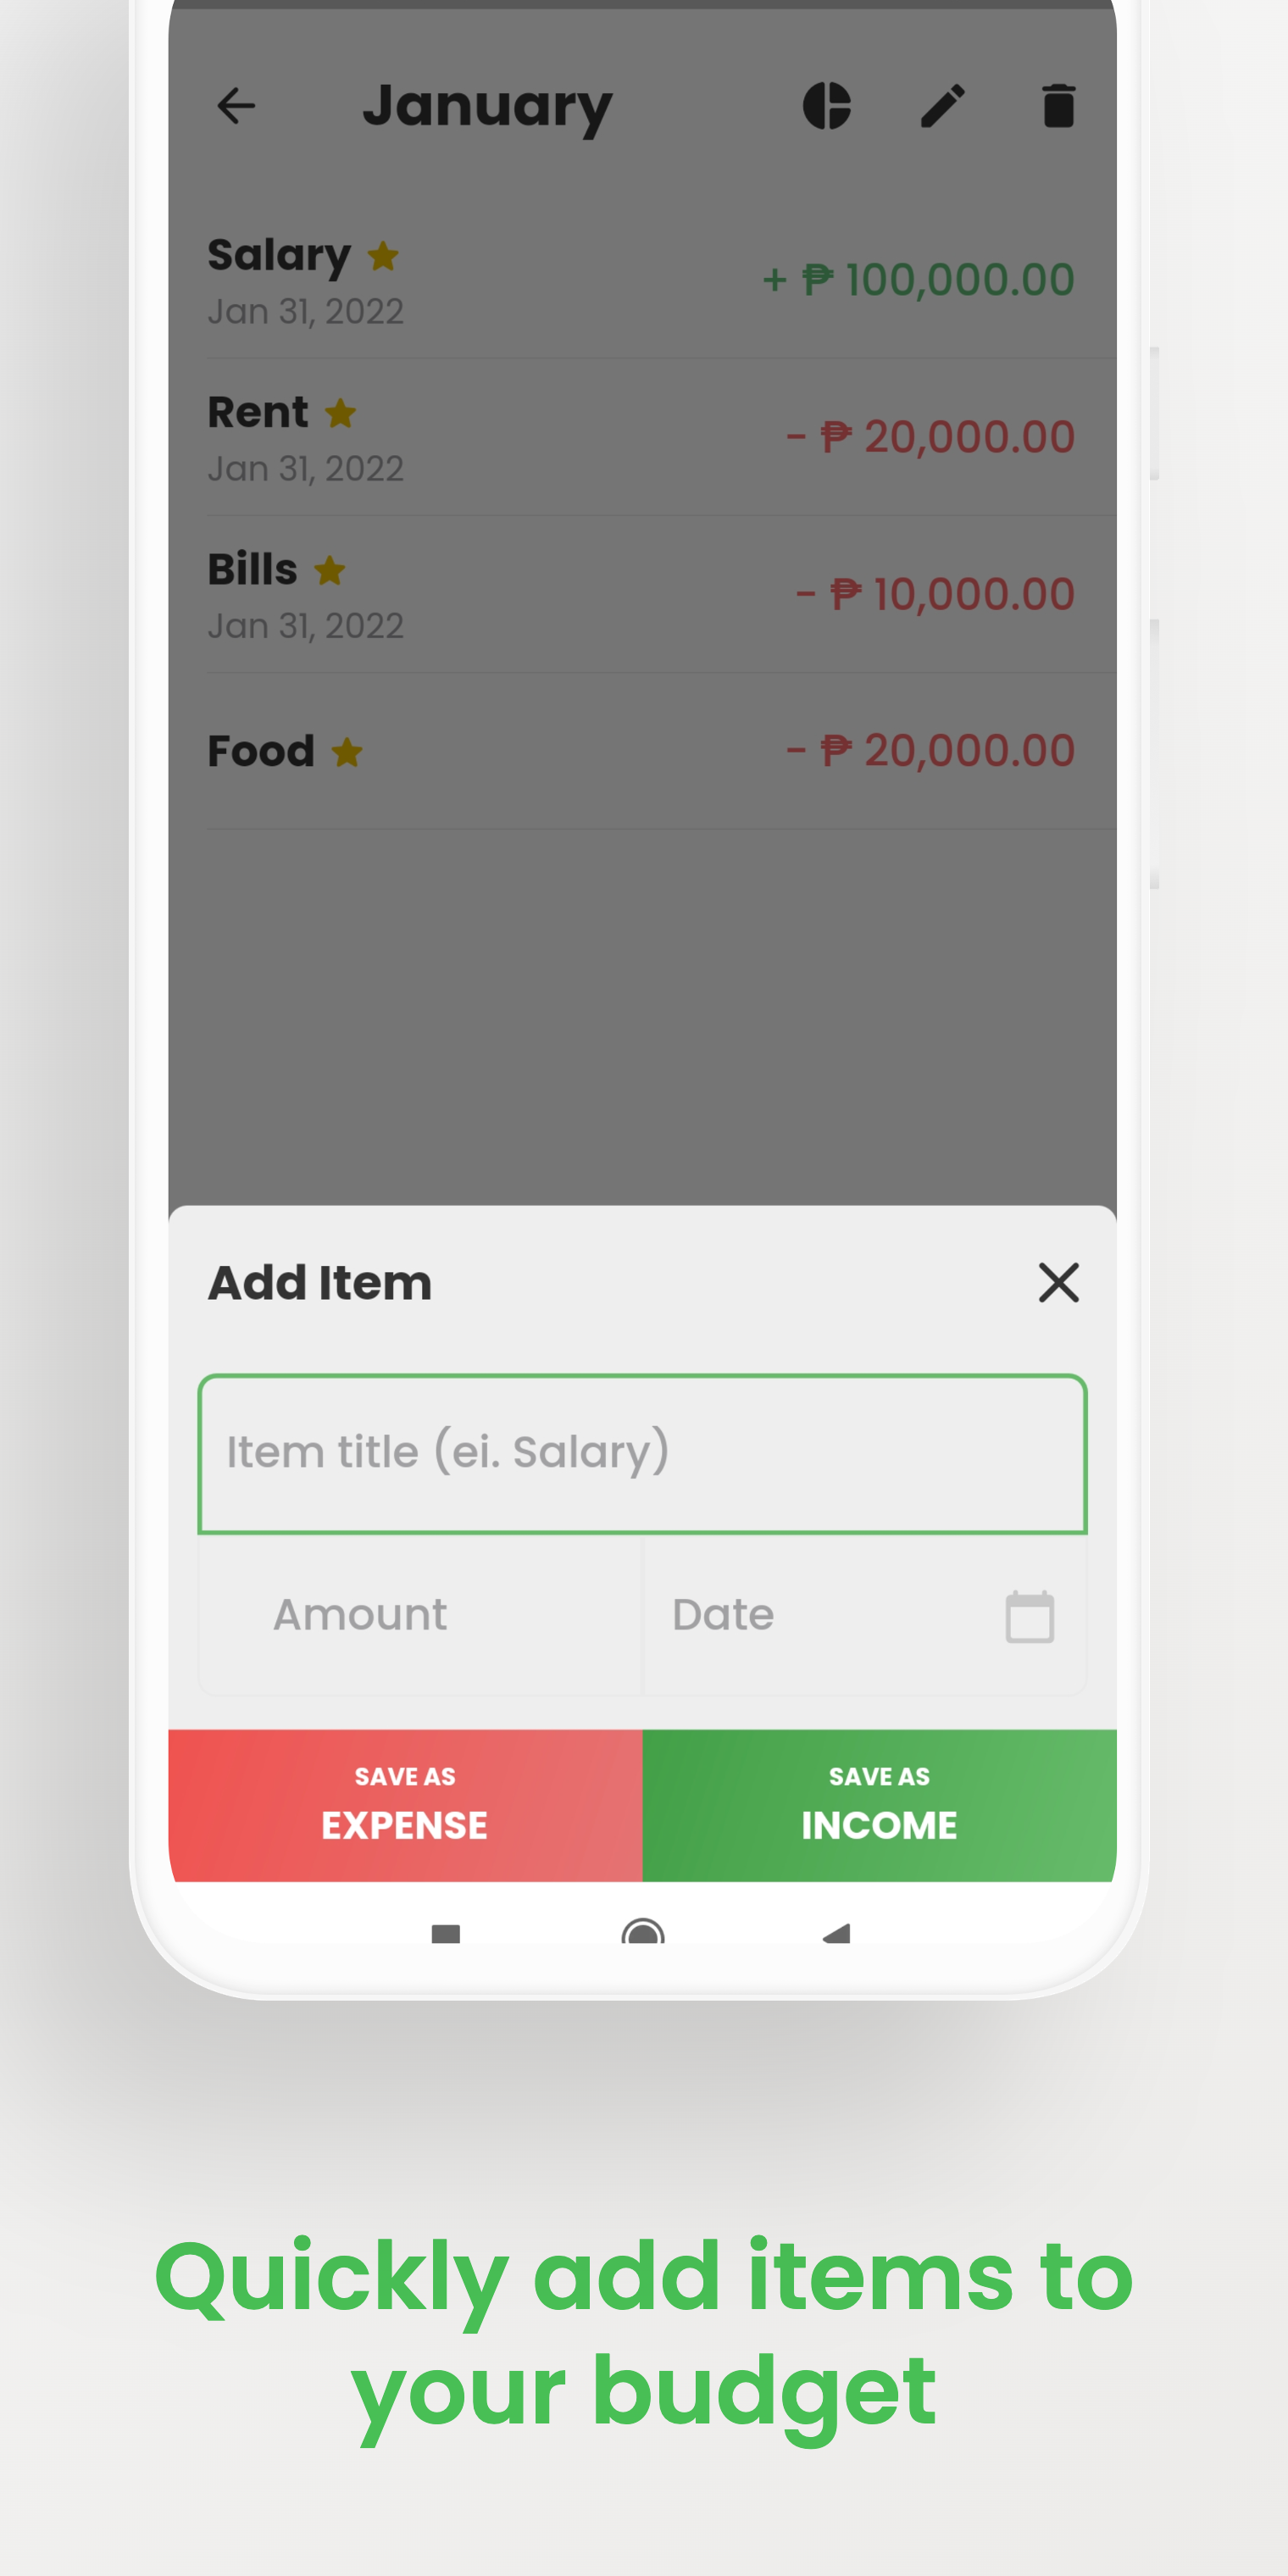 January
Salary
+ ₱ 100,000.00
Jan 31, 2022
Rent
- ₱ 20,000.00
Jan 31, 2022
Bills
- ₱ 10,000.00
Jan 31, 2022
Food
- ₱ 20,000.00
Add Item
Item title (ei. Salary)
Amount
Date
SAVE AS
EXPENSE
SAVE AS
INCOME
Quickly add items to
your budget